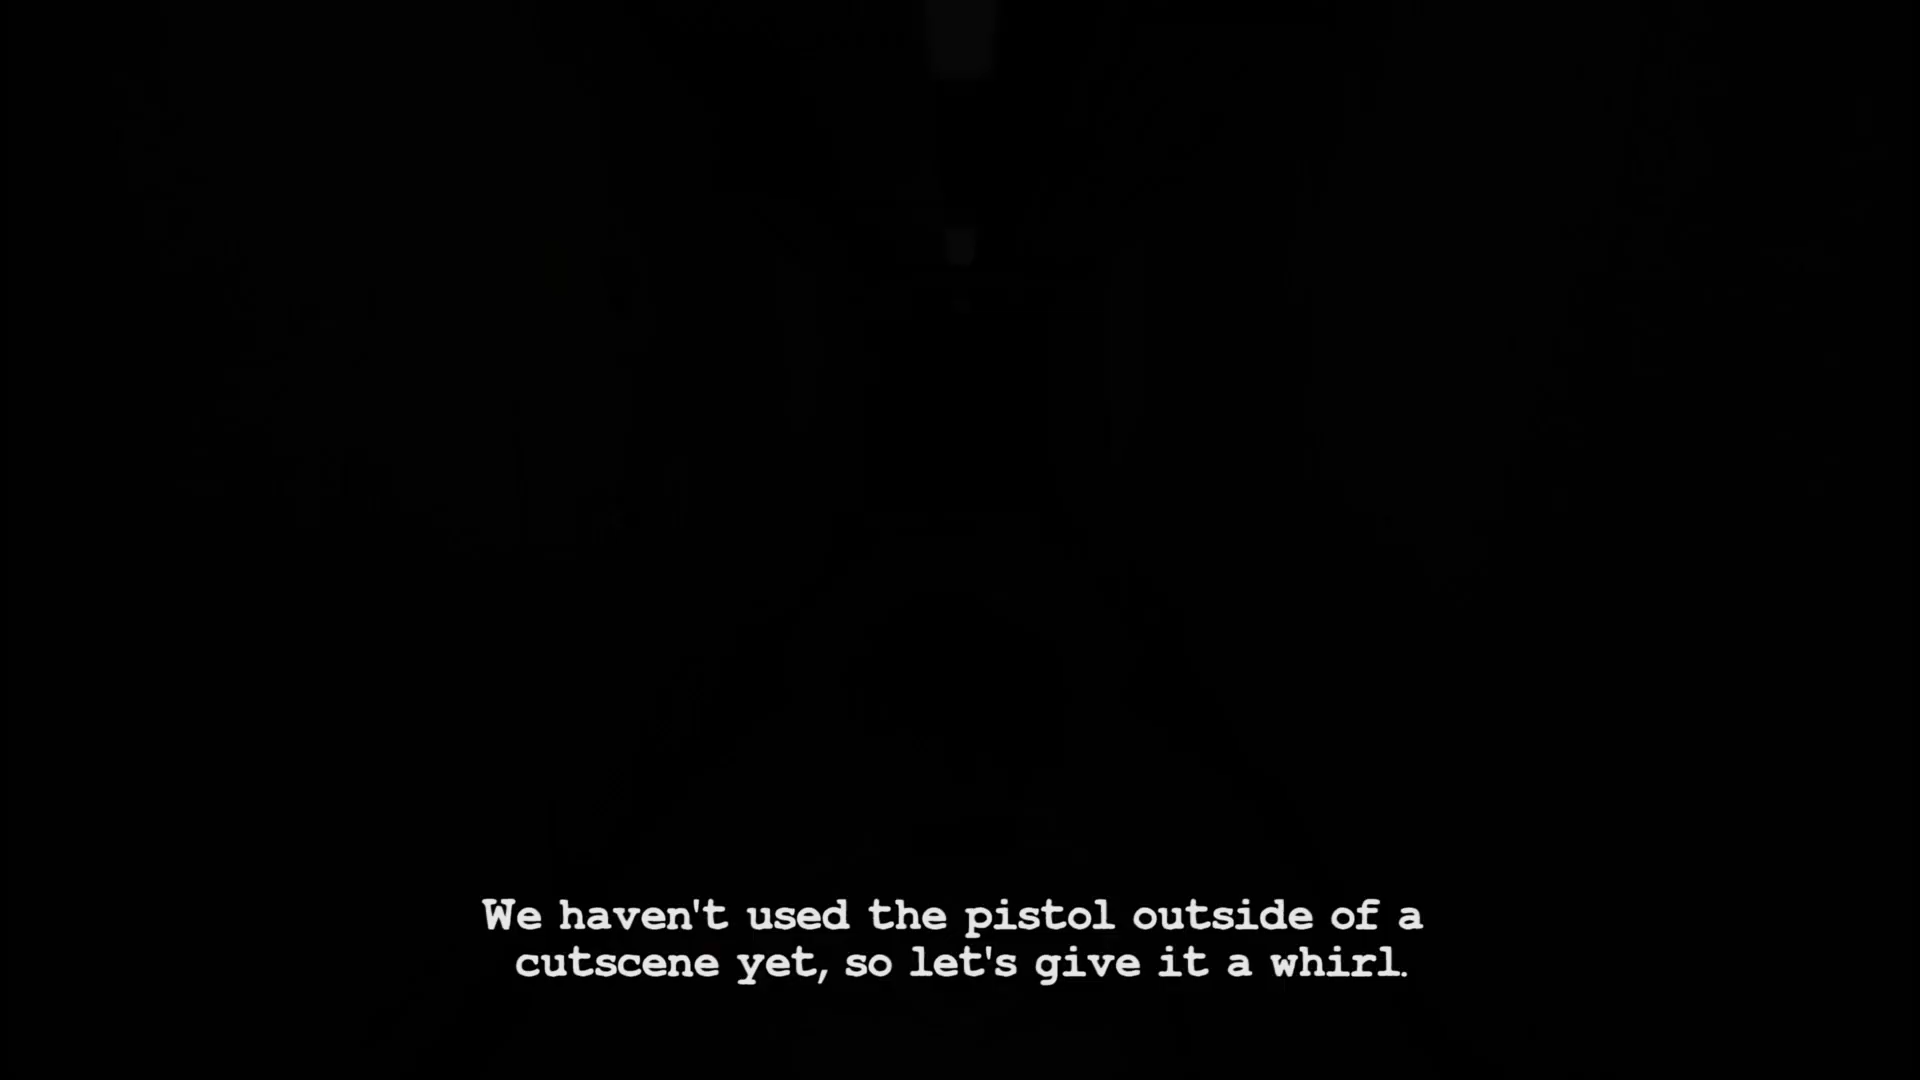 We haven't used the pistol outside of a
cutscene yet, so let's give it a whirl.